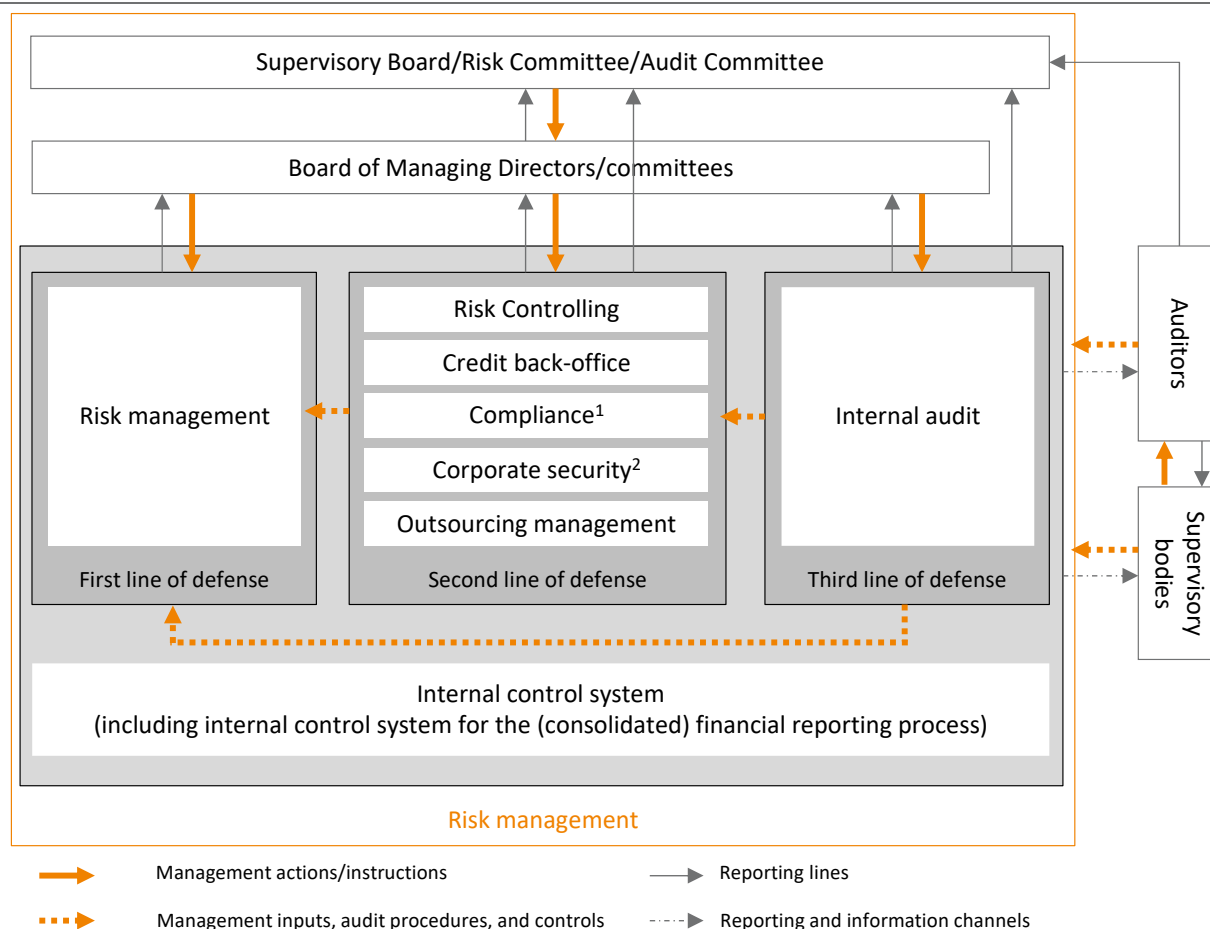 Supervisory Board/Risk Committee/Audit Committee
Board of Managing Directors/committees
Risk management
First line of defense
Risk Controlling
Credit back-office
Compliance¹
Corporate security²
Outsourcing management
Second line of defense
Internal audit
Third line of defense
Auditors
Supervisory
bodies
Internal control system
(including internal control system for the (consolidated) financial reporting process)
Risk management
Management actions/instructions
Reporting lines
Management inputs, audit procedures, and controls
Reporting and information channels